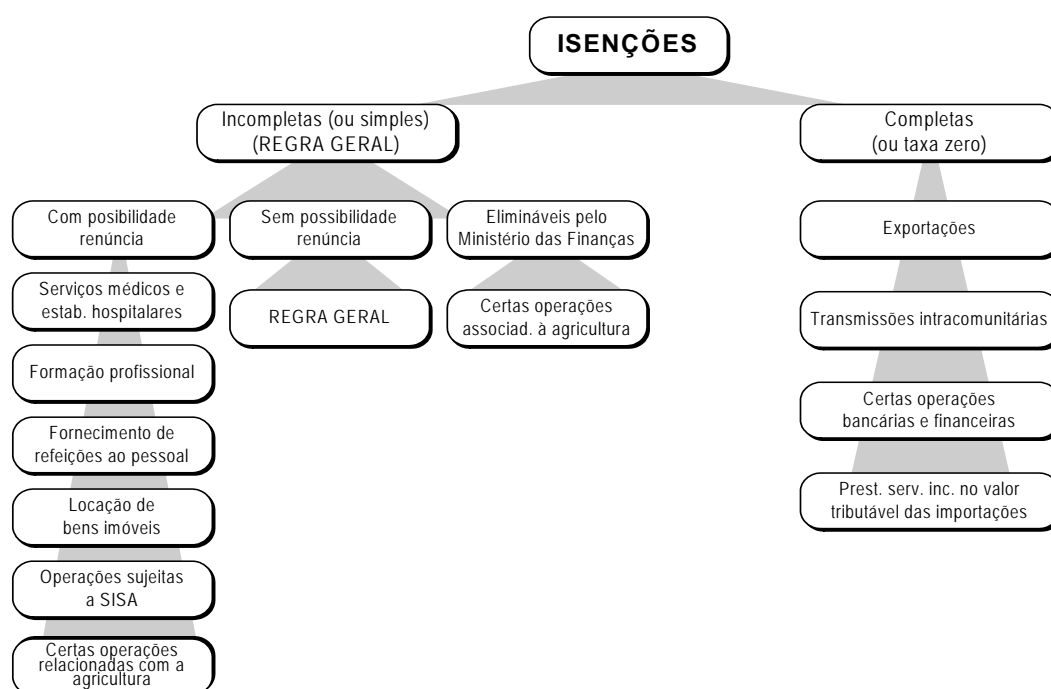 ISENÇÕES
Incompletas (ou simples)
(REGRA GERAL)
Completas
(ou taxa zero)
Com posibilidade
renúncia
Sem possibilidade
renúncia
Elimináveis pelo
Ministério das Finanças
Exportações
Serviços médicos e
estab. hospitalares
REGRA GERAL
Certas operações
associad. à agricultura
Transmissões intracomunitárias
Formação profissional
Certas operações
bancárias e financeiras
Fornecimento de
refeições ao pessoal
Prest. serv. inc. no valor
tributável das importações
Locação de
bens imóveis
Operações sujeitas
a SISA
Certas operações
relacionadas com a
agricultura